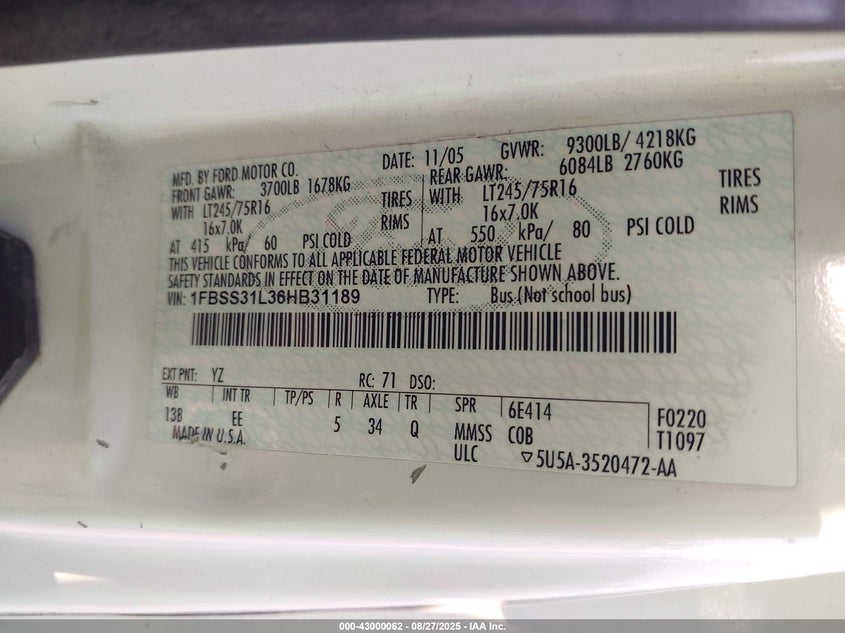 MFD. BY FORD MOTOR CO.
DATE: 11/05 GVWR: 9300LB/ 4218KG
FRONT GAWR: 3700LB 1678KG
REAR GAWR: 6084LB 2760KG
WITH LT245/75R16 TIRES
WITH LT245/75R16 TIRES
16x7.0K RIMS
16x7.0K RIMS
AT 415 kPa/ 60 PSI COLD
AT 550 kPa/ 80 PSI COLD
THIS VEHICLE CONFORMS TO ALL APPLICABLE FEDERAL MOTOR VEHICLE
SAFETY STANDARDS IN EFFECT ON THE DATE OF MANUFACTURE SHOWN ABOVE.
VIN: 1FBSS31L36HB31189 TYPE: Bus (Not school bus)
EXT PNT: YZ RC: 71 DSO:
WB INT TR TP/PS R AXLE TR SPR 6E414 F0220
138 EE 5 34 Q MMSS COB T1097
MADE IN U.S.A. ULC ▽5U5A-3520472-AA
000-43000062 - 08/27/2025 - IAA Inc.